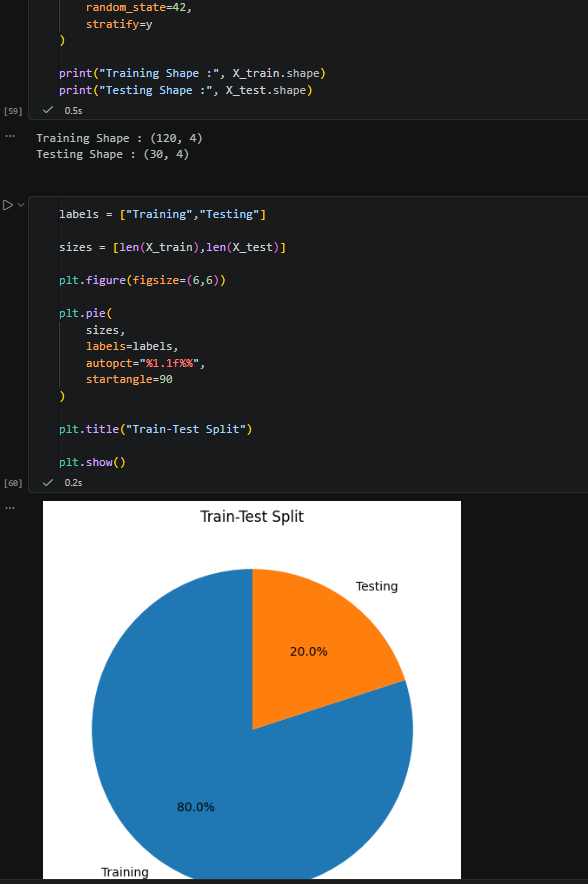 random_state=42,
stratify=y
)
print("Training Shape :", X_train.shape)
print("Testing Shape :", X_test.shape)
[59]
0.5s
...
Training Shape : (120, 4)
Testing Shape : (30, 4)
labels = ["Training","Testing"]
sizes = [len(X_train),len(X_test)]
plt.figure(figsize=(6,6))
plt.pie(
sizes,
labels=labels,
autopct="%1.1f%%",
startangle=90
)
plt.title("Train-Test Split")
plt.show()
[60]
0.2s
...
Train-Test Split
Testing
20.0%
80.0%
Training